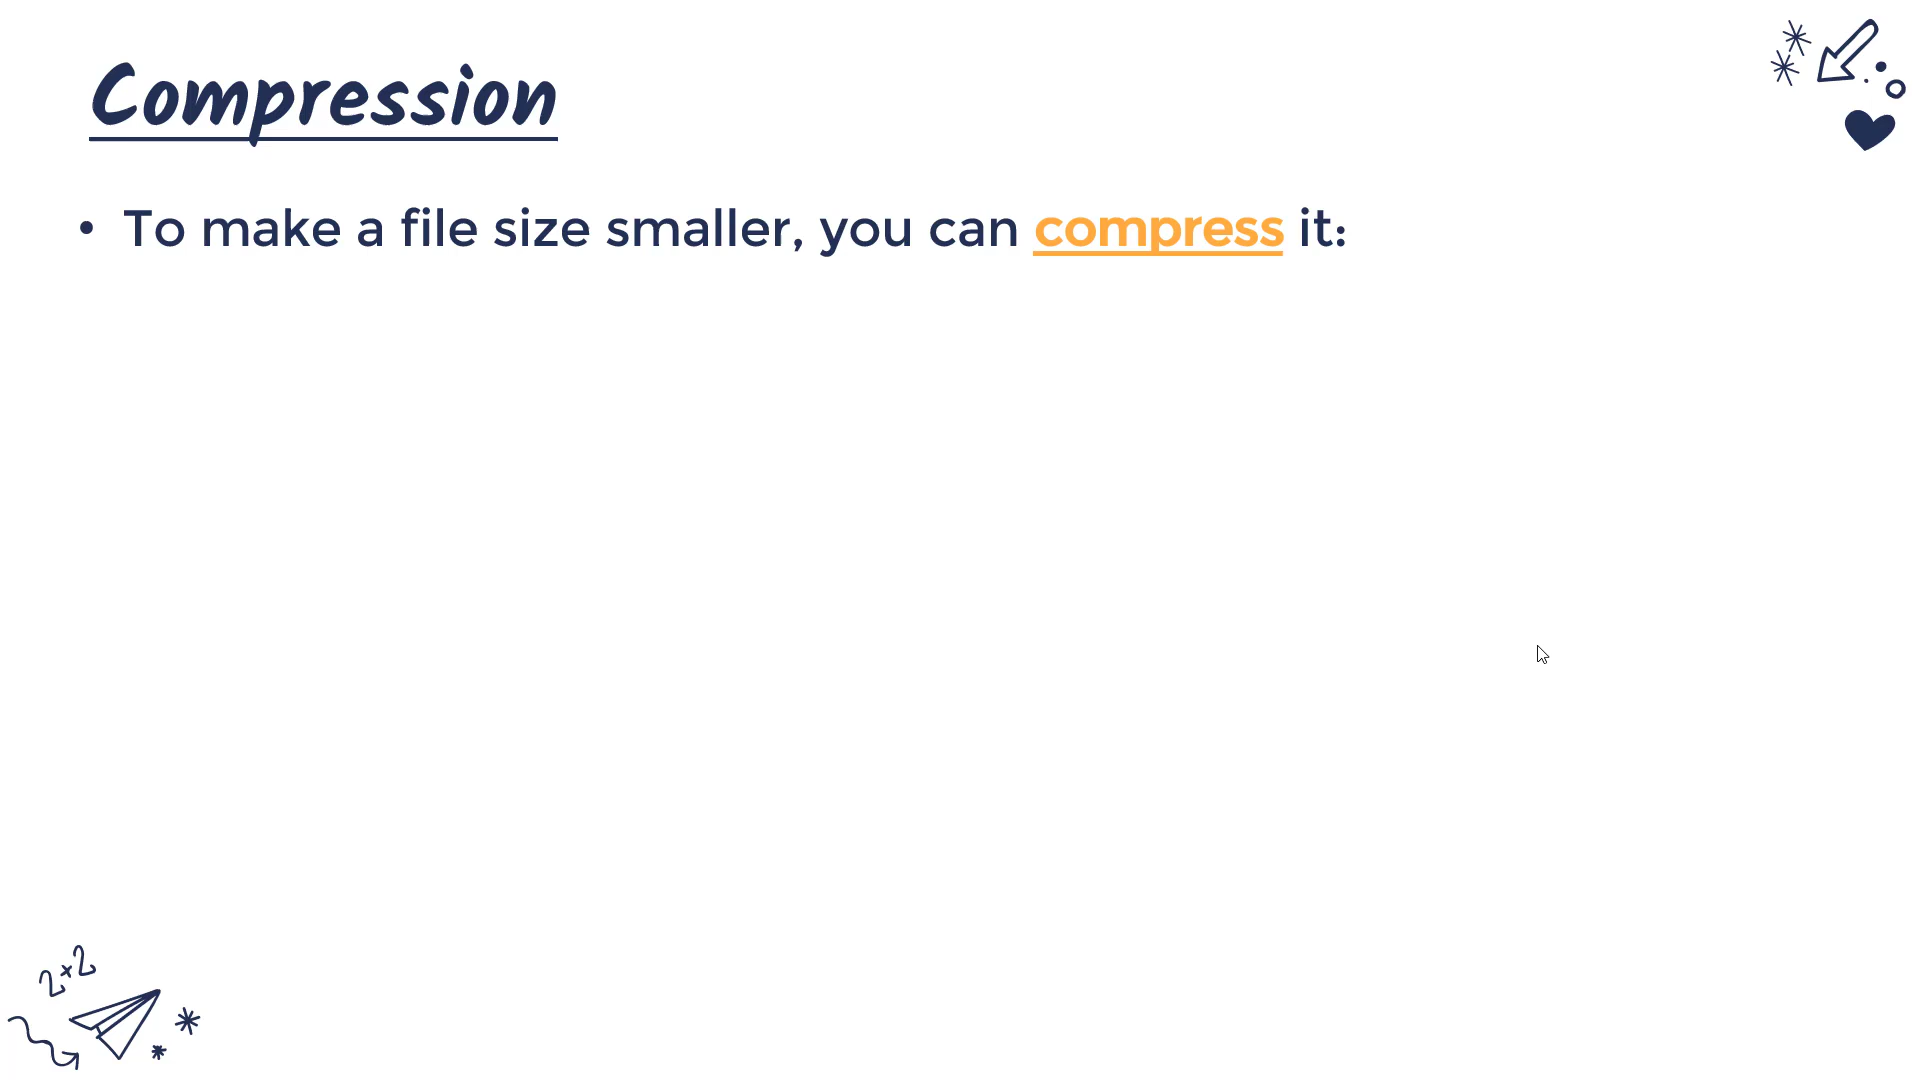 Compression
• To make a file size smaller, you can compress it:
2×2